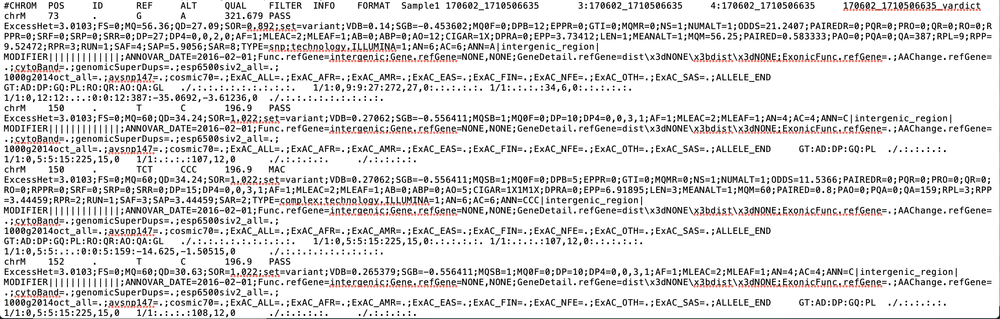 #CHROM	POS	ID	REF	ALT	QUAL	FILTER	INFO	FORMAT	Sample1	170602_1710506635	3:170602_1710506635	4:170602_1710506635	170602_1710506635_vardict
chrM	73	.	G	A	321.679	PASS
ExcessHet=3.0103;FS=0;MQ=56.36;QD=27.09;SOR=0.892;set=variant;VDB=0.14;SGB=-0.453602;MQ0F=0;DPB=12;EPPR=0;GTI=0;MQMR=0;NS=1;NUMALT=1;ODDS=21.2407;PAIREDR=0;PQR=0;PRO=0;QR=0;RO=0;R
PPR=0;SRF=0;SRP=0;SRR=0;DP=27;DP4=0,0,2,0;AF=1;MLEAC=2;MLEAF=1;AB=0;ABP=0;AO=12;CIGAR=1X;DPRA=0;EPP=3.73412;LEN=1;MEANALT=1;MQM=56.25;PAIRED=0.583333;PAO=0;PQA=0;QA=387;RPL=9;RPP=
9.52472;RPR=3;RUN=1;SAF=4;SAP=5.9056;SAR=8;TYPE=snp;technology.ILLUMINA=1;AN=6;AC=6;ANN=A|intergenic_region|
MODIFIER|||||||||||||;ANNOVAR_DATE=2016-02-01;Func.refGene=intergenic;Gene.refGene=NONE,NONE;GeneDetail.refGene=dist\x3dNONE\x3bdist\x3dNONE;ExonicFunc.refGene=.;AAChange.refGene=
.;cytoBand=.;genomicSuperDups=.;esp6500siv2_all=.;
1000g2014oct_all=.;avsnp147=.;cosmic70=.;ExAC_ALL=.;ExAC_AFR=.;ExAC_AMR=.;ExAC_EAS=.;ExAC_FIN=.;ExAC_NFE=.;ExAC_OTH=.;ExAC_SAS=.;ALLELE_END
GT:AD:DP:GQ:PL:RO:QR:AO:QA:GL	./.:.:.:.:.:.:.:.:.:.	1/1:0,9:9:27:272,27,0:.:.:.:.:.	1/1:.:.:.:34,6,0:.:.:.:.:.
1/1:0,12:12:.:.:0:0:12:387:-35.0692,-3.61236,0	./.:.:.:.:.:.:.:.:.:.
chrM	150	.	T	C	196.9	PASS
ExcessHet=3.0103;FS=0;MQ=60;QD=34.24;SOR=1.022;set=variant;VDB=0.27062;SGB=-0.556411;MQSB=1;MQ0F=0;DP=10;DP4=0,0,3,1;AF=1;MLEAC=2;MLEAF=1;AN=4;AC=4;ANN=C|intergenic_region|
MODIFIER|||||||||||||;ANNOVAR_DATE=2016-02-01;Func.refGene=intergenic;Gene.refGene=NONE,NONE;GeneDetail.refGene=dist\x3dNONE\x3bdist\x3dNONE;ExonicFunc.refGene=.;AAChange.refGene=
.;cytoBand=.;genomicSuperDups=.;esp6500siv2_all=.;
1000g2014oct_all=.;avsnp147=.;cosmic70=.;ExAC_ALL=.;ExAC_AFR=.;ExAC_AMR=.;ExAC_EAS=.;ExAC_FIN=.;ExAC_NFE=.;ExAC_OTH=.;ExAC_SAS=.;ALLELE_END	GT:AD:DP:GQ:PL	./.:.:.:.:.
1/1:0,5:5:15:225,15,0	1/1:.:.:.:107,12,0	./.:.:.:.:.	./.:.:.:.:.
chrM	150	.	TCT	CCC	196.9	MAC
ExcessHet=3.0103;FS=0;MQ=60;QD=34.24;SOR=1.022;set=variant;VDB=0.27062;SGB=-0.556411;MQSB=1;MQ0F=0;DPB=5;EPPR=0;GTI=0;MQMR=0;NS=1;NUMALT=1;ODDS=11.5366;PAIREDR=0;PQR=0;PRO=0;QR=0;
RO=0;RPPR=0;SRF=0;SRP=0;SRR=0;DP=15;DP4=0,0,3,1;AF=1;MLEAC=2;MLEAF=1;AB=0;ABP=0;AO=5;CIGAR=1X1M1X;DPRA=0;EPP=6.91895;LEN=3;MEANALT=1;MQM=60;PAIRED=0.8;PAO=0;PQA=0;QA=159;RPL=3;RPP
=3.44459;RPR=2;RUN=1;SAF=3;SAP=3.44459;SAR=2;TYPE=complex;technology.ILLUMINA=1;AN=6;AC=6;ANN=CCC|intergenic_region|
MODIFIER|||||||||||||;ANNOVAR_DATE=2016-02-01;Func.refGene=intergenic;Gene.refGene=NONE,NONE;GeneDetail.refGene=dist\x3dNONE\x3bdist\x3dNONE;ExonicFunc.refGene=.;AAChange.refGene=
.;cytoBand=.;genomicSuperDups=.;esp6500siv2_all=.;
1000g2014oct_all=.;avsnp147=.;cosmic70=.;ExAC_ALL=.;ExAC_AFR=.;ExAC_AMR=.;ExAC_EAS=.;ExAC_FIN=.;ExAC_NFE=.;ExAC_OTH=.;ExAC_SAS=.;ALLELE_END
GT:AD:DP:GQ:PL:RO:QR:AO:QA:GL	./.:.:.:.:.:.:.:.:.:.	1/1:0,5:5:15:225,15,0:.:.:.:.:.	1/1:.:.:.:107,12,0:.:.:.:.:.
1/1:0,5:5:.:.:0:0:5:159:-14.625,-1.50515,0	./.:.:.:.:.:.:.:.:.:.
chrM	152	.	T	C	196.9	PASS
ExcessHet=3.0103;FS=0;MQ=60;QD=30.63;SOR=1.022;set=variant;VDB=0.265379;SGB=-0.556411;MQSB=1;MQ0F=0;DP=10;DP4=0,0,3,1;AF=1;MLEAC=2;MLEAF=1;AN=4;AC=4;ANN=C|intergenic_region|
MODIFIER|||||||||||||;ANNOVAR_DATE=2016-02-01;Func.refGene=intergenic;Gene.refGene=NONE,NONE;GeneDetail.refGene=dist\x3dNONE\x3bdist\x3dNONE;ExonicFunc.refGene=.;AAChange.refGene=
.;cytoBand=.;genomicSuperDups=.;esp6500siv2_all=.;
1000g2014oct_all=.;avsnp147=.;cosmic70=.;ExAC_ALL=.;ExAC_AFR=.;ExAC_AMR=.;ExAC_EAS=.;ExAC_FIN=.;ExAC_NFE=.;ExAC_OTH=.;ExAC_SAS=.;ALLELE_END	GT:AD:DP:GQ:PL	./.:.:.:.:.
1/1:0,5:5:15:225,15,0	1/1:.:.:.:108,12,0	./.:.:.:.:.	./.:.:.:.:.